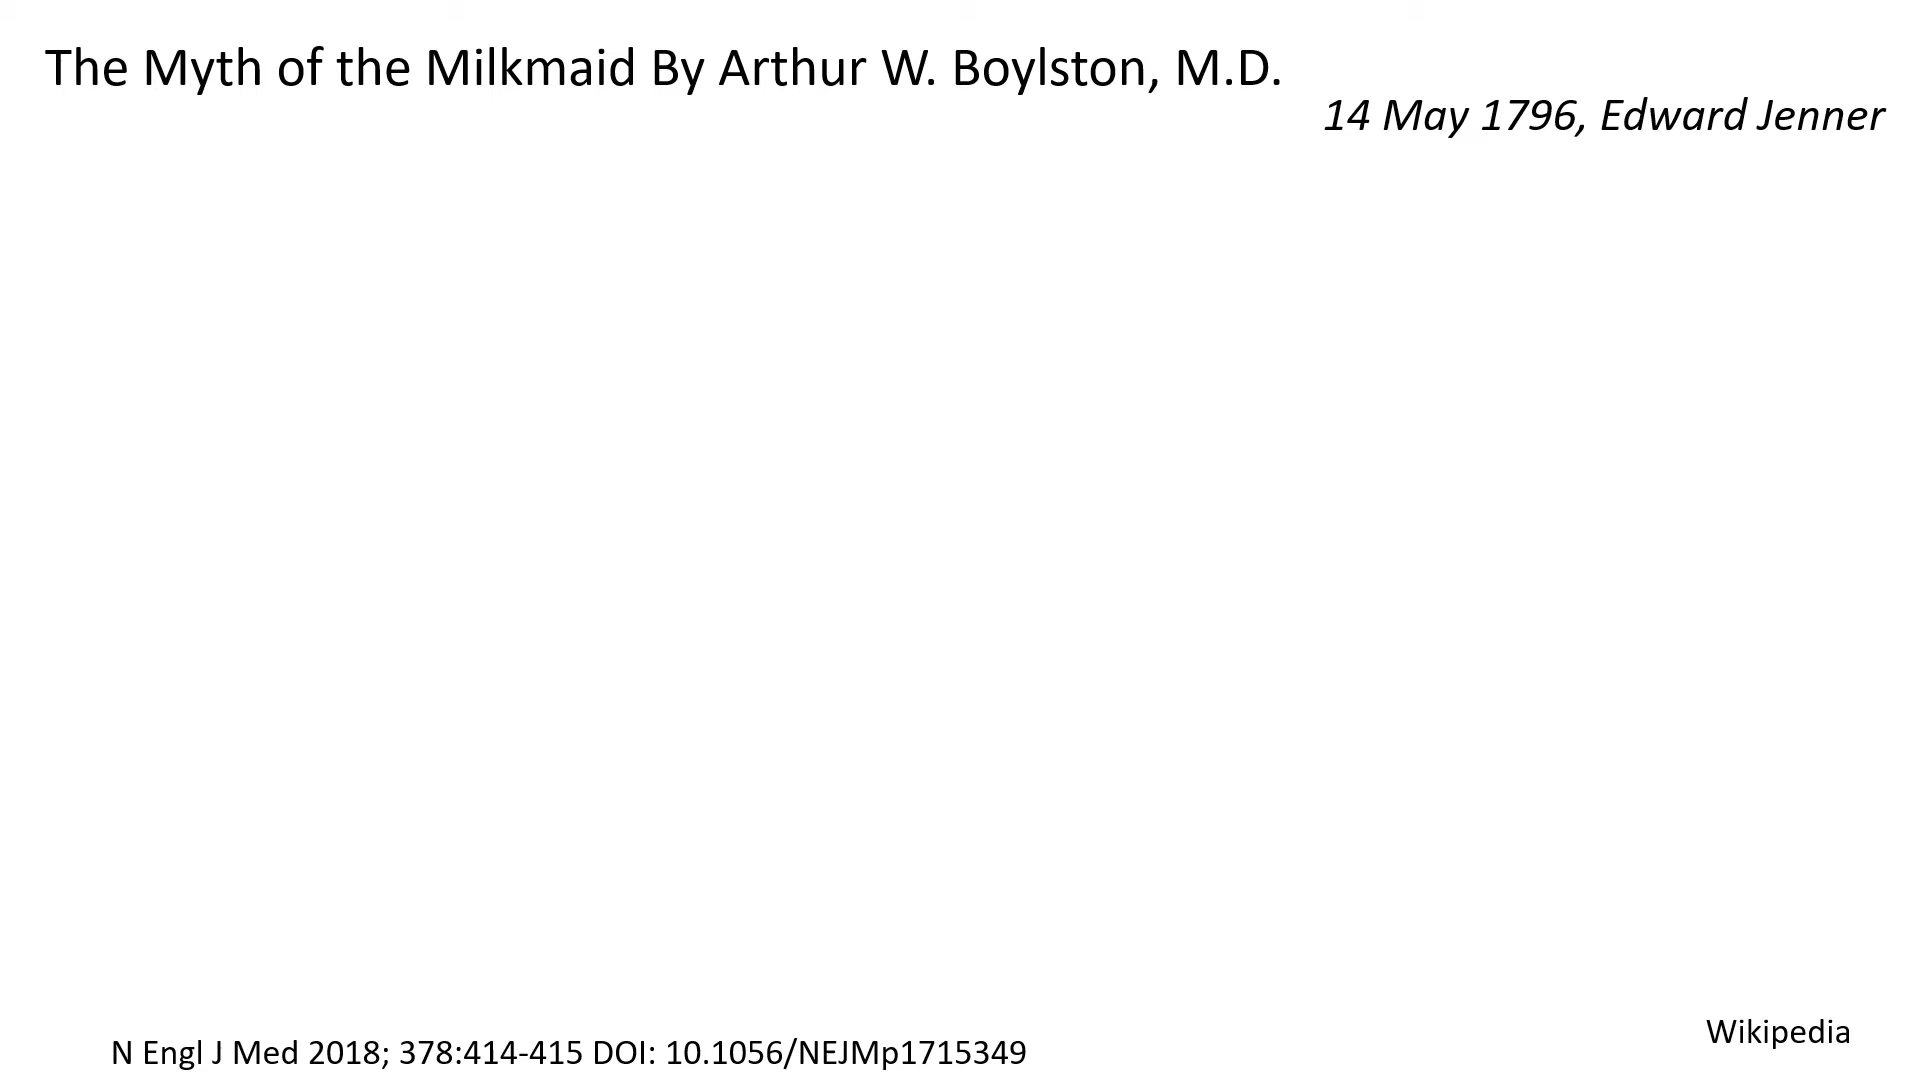 The Myth of the Milkmaid By Arthur W. Boylston, M.D.
14 May 1796, Edward Jenner
Wikipedia
N Engl J Med 2018; 378:414-415 DOI: 10.1056/NEJMp1715349